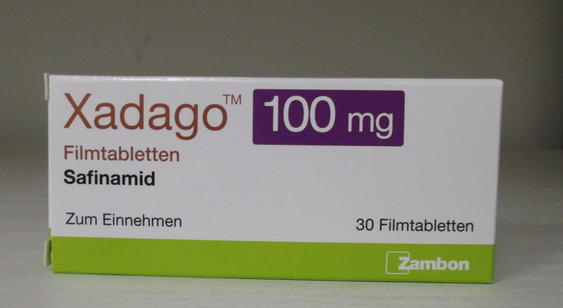 Xadago™ 100 mg
Filmtabletten
Safinamid
Zum Einnehmen
30 Filmtabletten
Zambon